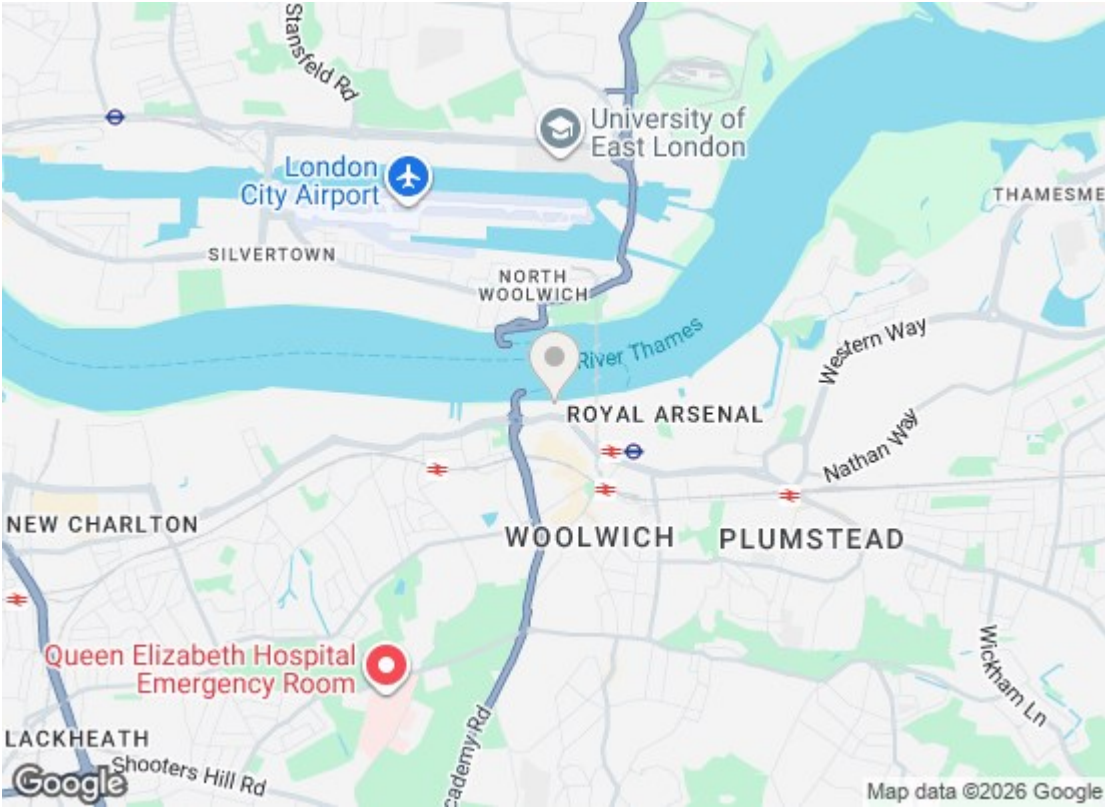 Stansfeld Rd
University of
East London
London
City Airport
THAMESME
SILVERTOWN
NORTH
WOOLWICH
River Thames
Western Way
ROYAL ARSENAL
Nathan Way
NEW CHARLTON
WOOLWICH
PLUMSTEAD
Queen Elizabeth Hospital
Emergency Room
Wickham Ln
LACKHEATH
cademy Rd
Shooters Hill Rd
Google
Map data ©2026 Google